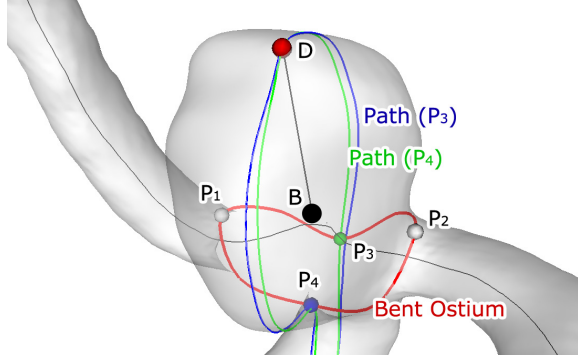 D
Path (P3)
Path (P4)
P1
B
P2
P3
P4
Bent Ostium